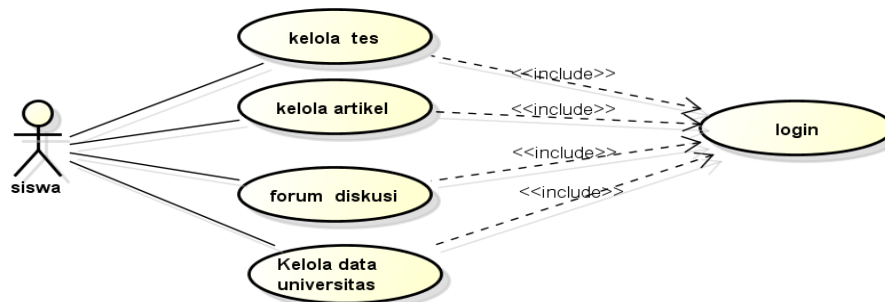 kelola tes
<<include>>
kelola artikel
<<include>>
login
siswa
forum diskusi
<<include>>
<<include>>
Kelola data
universitas